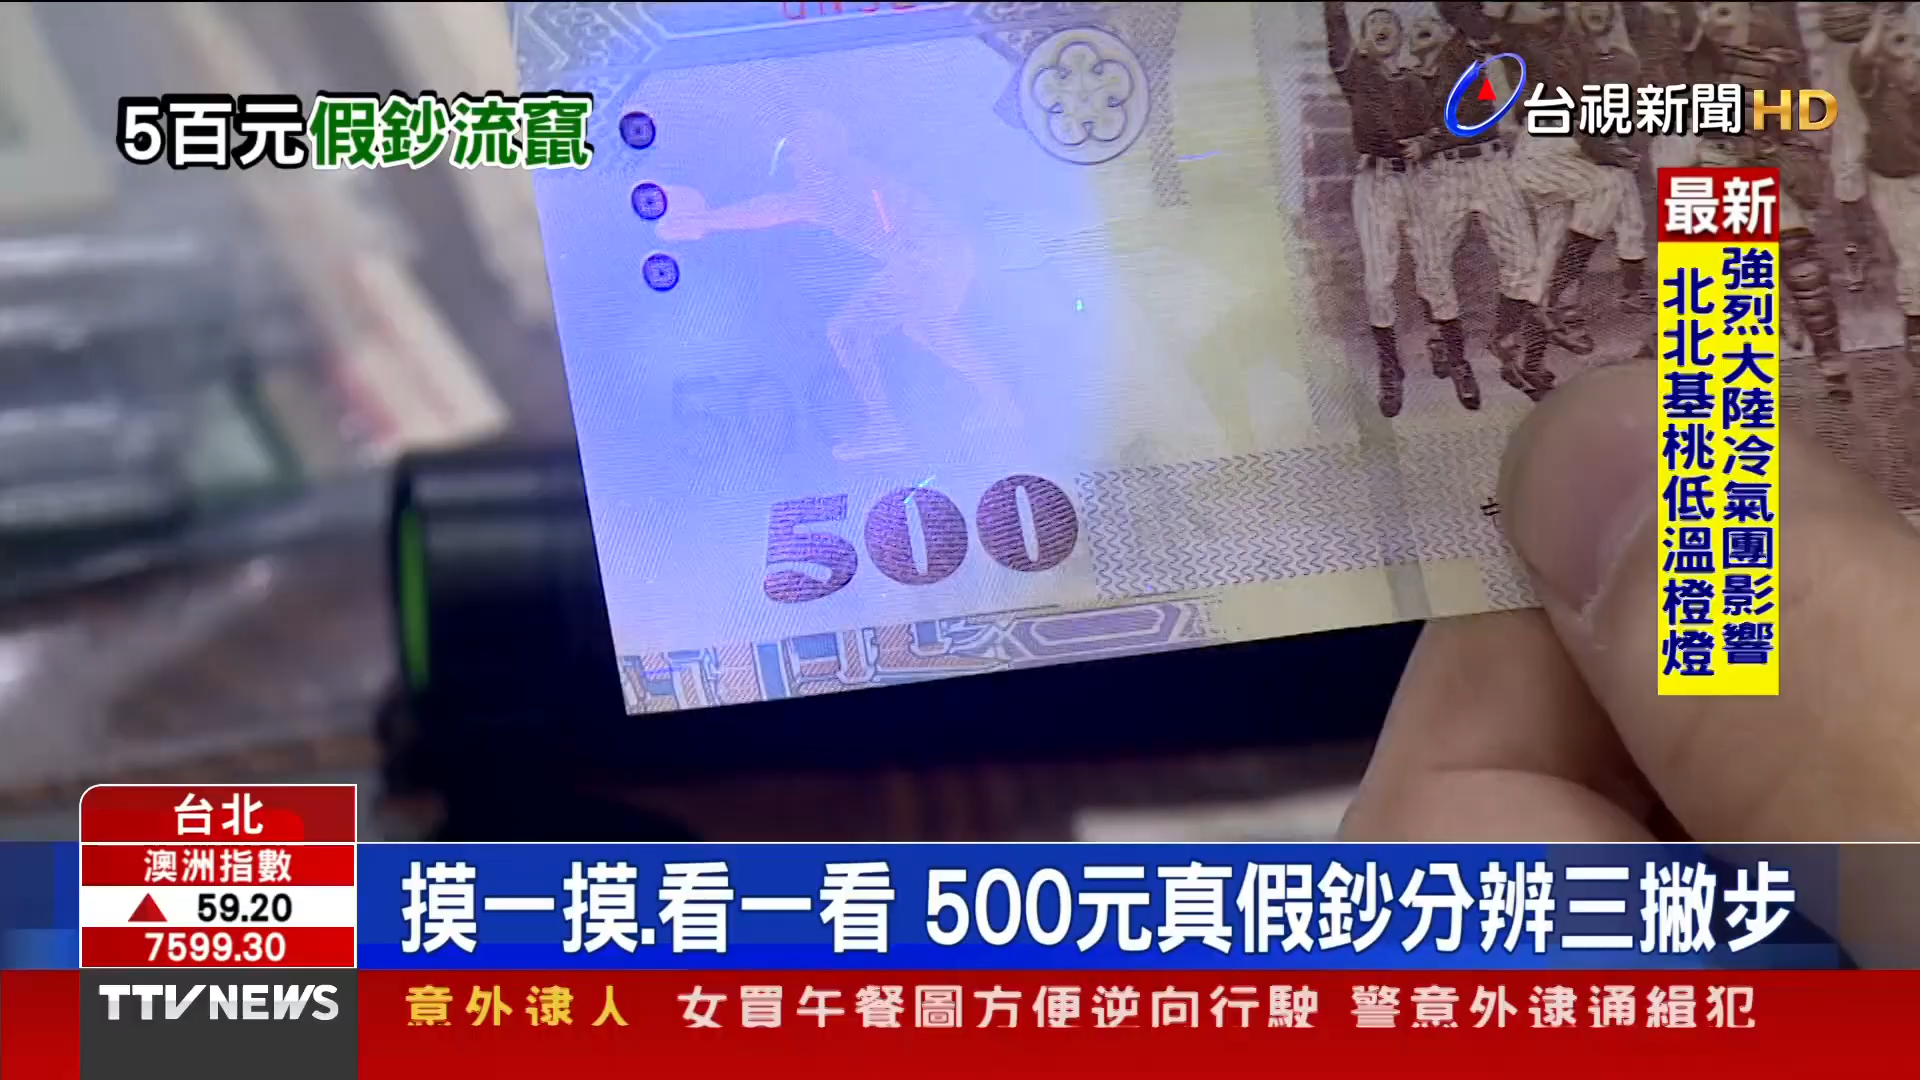 5百元假鈔流竄
台視新聞HD
最新
強烈大陸冷氣團影響
北北基桃低溫橙燈
500
台北
澳洲指數
▲ 59.20
7599.30
摸一摸.看一看 500元真假鈔分辨三撇步
TTV NEWS
意外逮人 女買午餐圖方便逆向行駛 警意外逮通緝犯